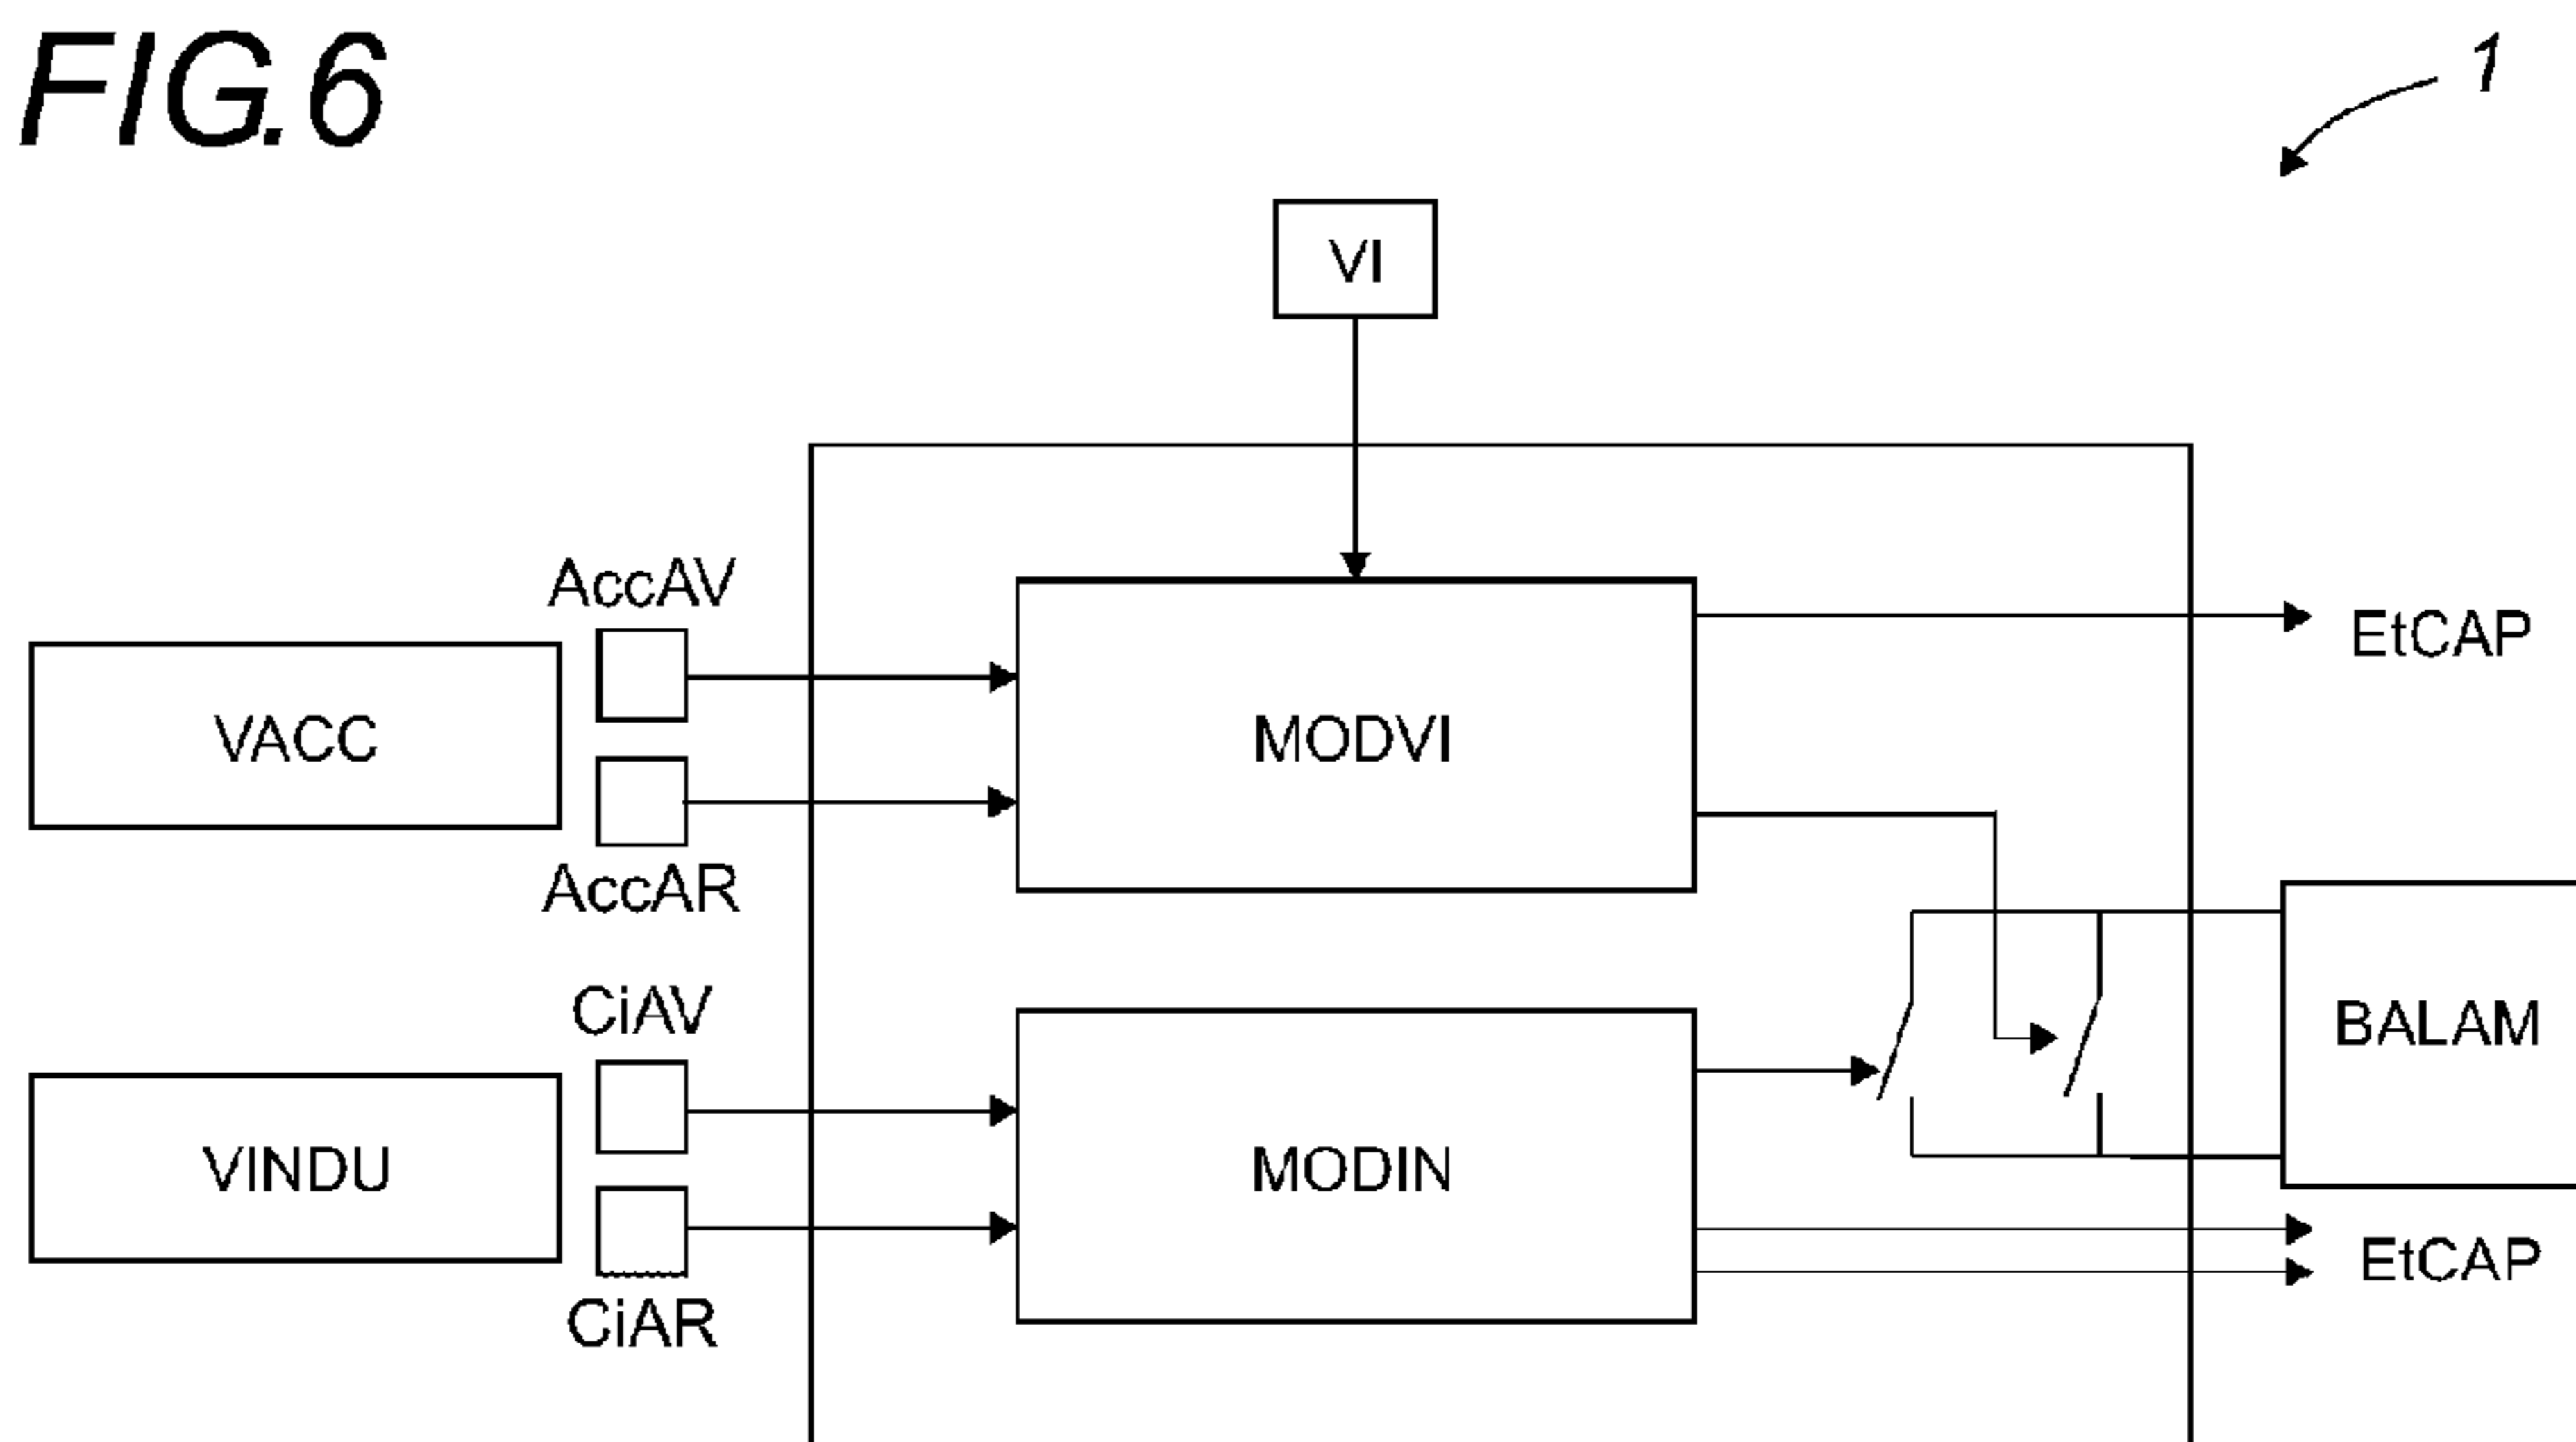 FIG.6
1
VI
AccAV
EtCAP
VACC
MODVI
AccAR
CiAV
BALAM
VINDU
MODIN
EtCAP
CiAR